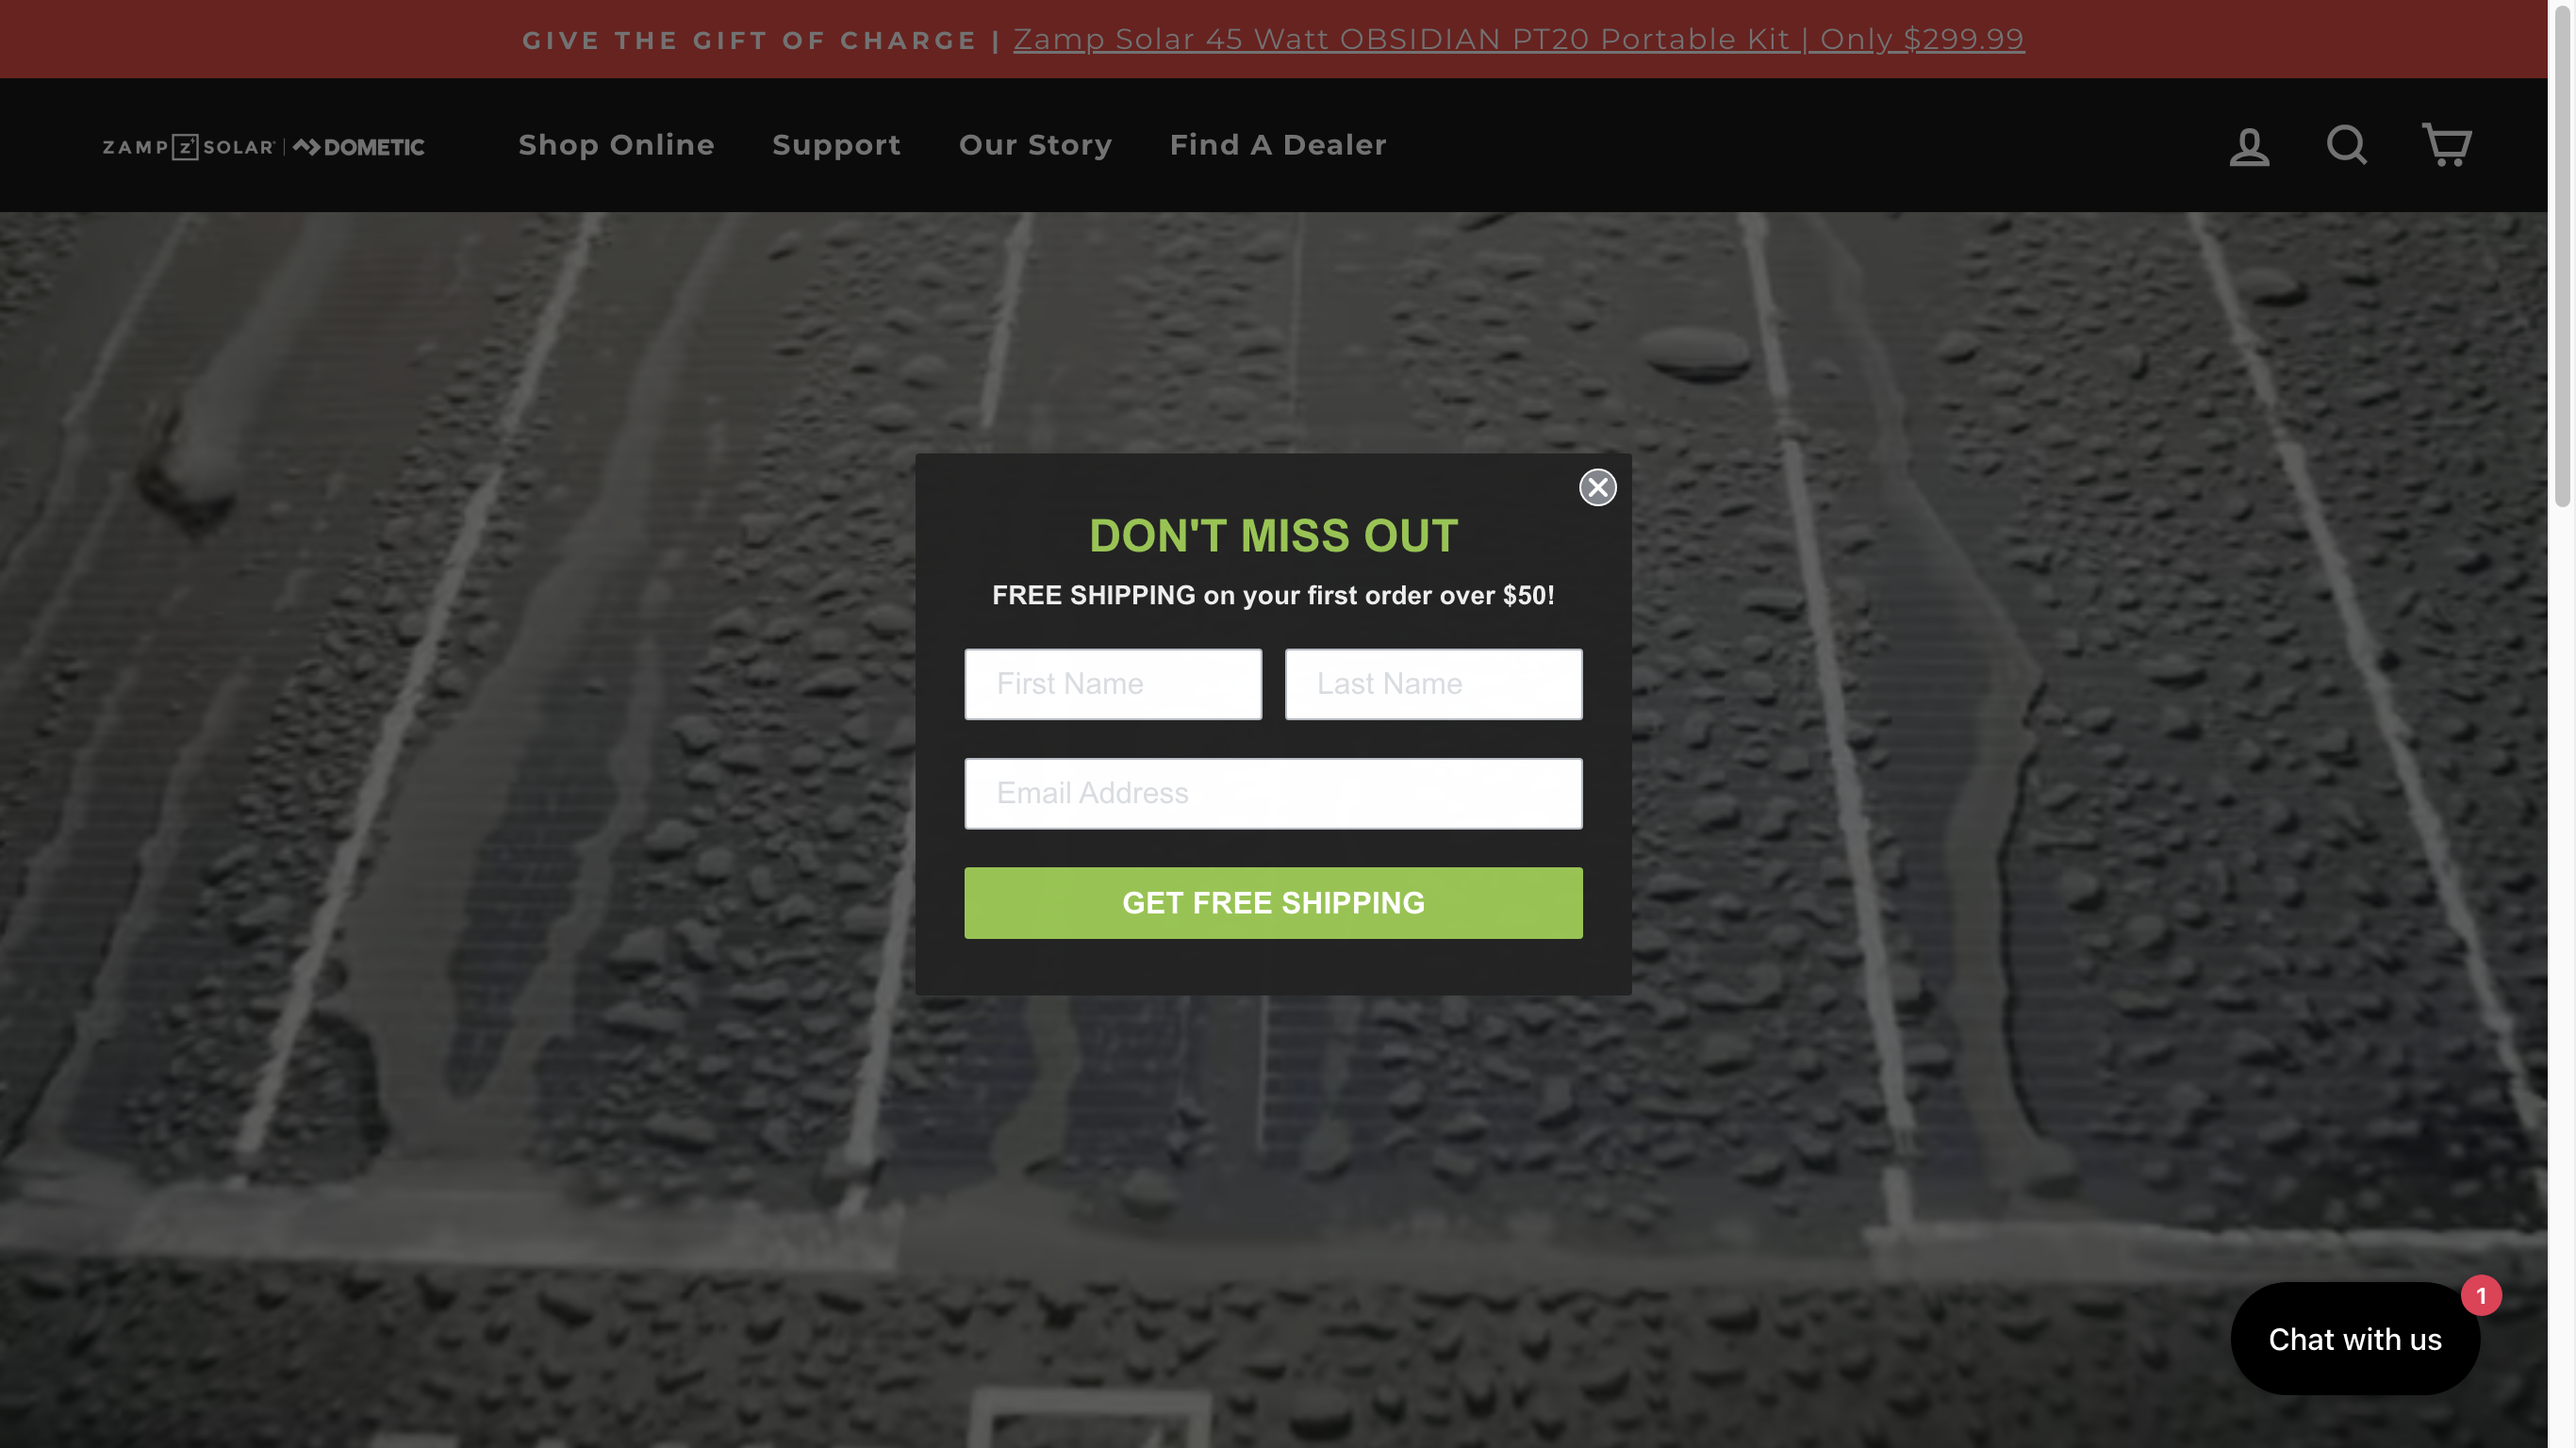 GIVE THE GIFT OF CHARGE | Zamp Solar 45 Watt OBSIDIAN PT20 Portable Kit | Only $299.99
ZAMP Z SOLAR | DOMETIC
Shop Online
Support
Our Story
Find A Dealer
DON'T MISS OUT
FREE SHIPPING on your first order over $50!
First Name
Last Name
Email Address
GET FREE SHIPPING
1
Chat with us